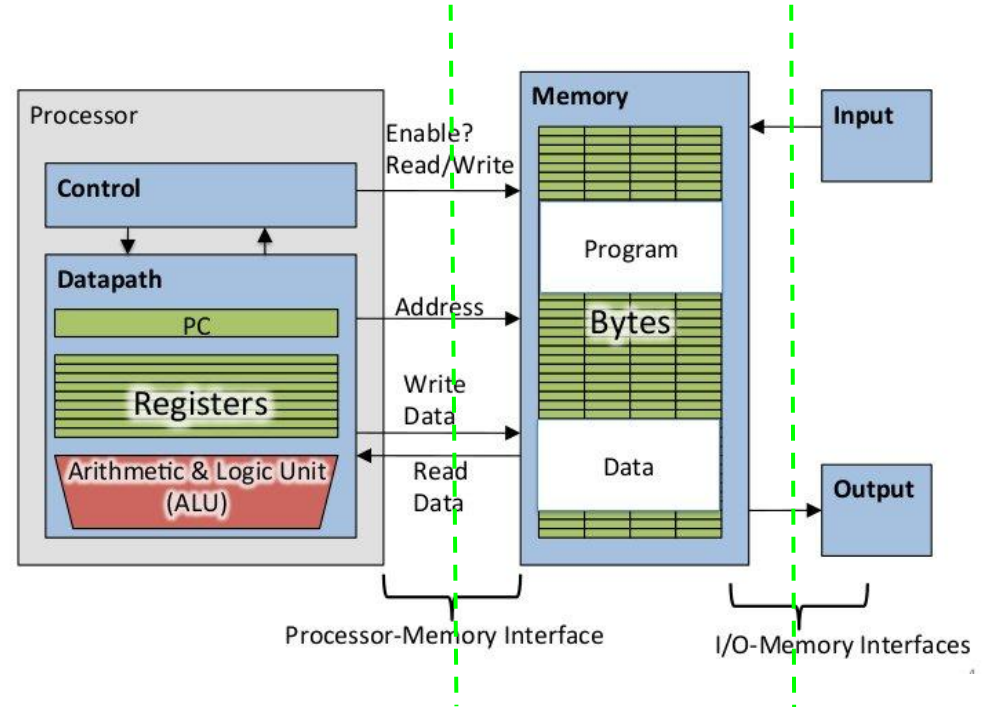 Processor
Control
Datapath
PC
Registers
Arithmetic & Logic Unit
(ALU)
Enable?
Read/Write
Address
Write
Data
Read
Data
Memory
Program
Bytes
Data
Input
Output
Processor-Memory Interface
I/O-Memory Interfaces